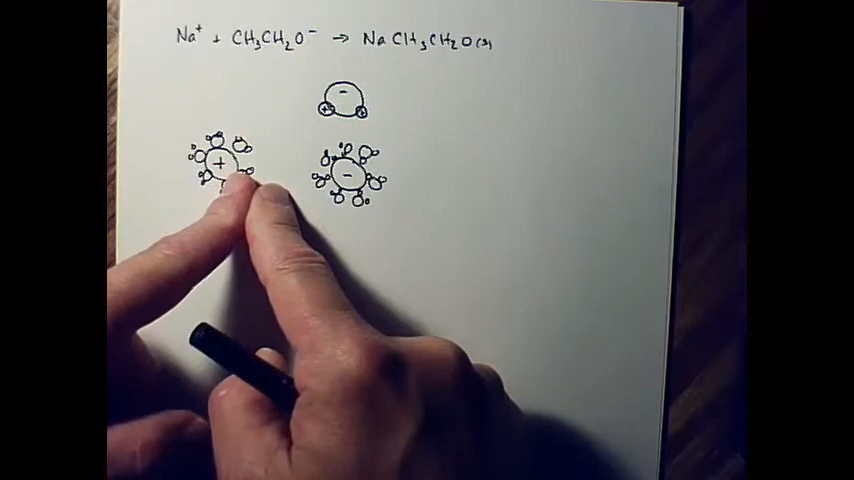 Na⁺ + CH₃CH₂O⁻ → NaCH₃CH₂O(s)
-
+ +
+ -